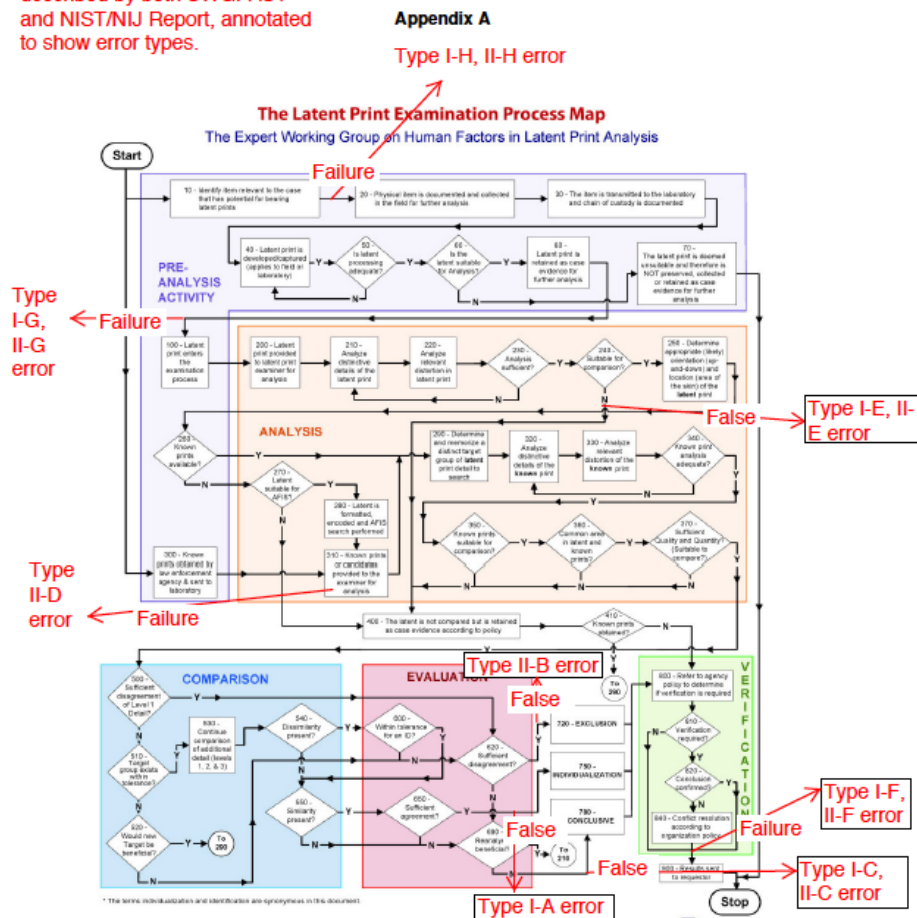 and NIST/NIJ Report, annotated
to show error types.
Appendix A
Type I-H, II-H error
The Latent Print Examination Process Map
The Expert Working Group on Human Factors in Latent Print Analysis
Start
Failure
10 - Identify item relevant to the case
that has potential for bearing
latent prints
20 - Physical item is documented and collected
in the field for further analysis
30 - The item is transmitted to the laboratory
and chain of custody is documented
PRE-
ANALYSIS
ACTIVITY
40 - Latent print is
developed/captured
(applies to field or
laboratory)
Y
50 -
Is latent
processing
adequate?
N
Y
60 -
Is the
latent suitable
for Analysis?
N
Y
Latent print is
retained as case
evidence for
further analysis
70 -
The latent print is deemed
unsuitable and therefore is
NOT preserved, collected
or retained as case
evidence for further
analysis
Type
I-G,
II-G
error
Failure
100 - Latent
print enters
the
examination
process
200 - Latent
print provided
to latent print
examiner for
analysis
210 -
Analyze
distinctive
details of the
latent print
220 -
Analyze
relevant
distortion in
latent print
230 -
Analysis
sufficient?
N
Y
240 -
Suitable for
comparison?
N
Y
250 - Determine
appropriate (likely)
orientation (up-
and-down) and
location (area of
the skin) of the
latent print
False
Type I-E, II-
E error
ANALYSIS
260 -
Known
prints
available?
Y
N
270 -
Latent
suitable for
AFIS?
Y
N
280 - Latent is
formatted,
encoded and AFIS
search performed
290 - Determine
and memorize a
distinct target
group of latent
print detail to
search
320 -
Analyze
distinctive
details of the
known print
330 - Analyze
relevant
distortion of the
known print
340 -
Known print
analysis
adequate?
N
Y
300 - Known
prints obtained by
law enforcement
agency & sent to
laboratory
310 - Known prints
or candidates
provided to the
examiner for
analysis
350 -
Known prints
suitable for
comparison?
Y
N
360 -
Common area
in latent and
known
prints?
Y
N
370 -
Sufficient
Quality and Quantity?
(Suitable to
compare?)
Y
N
Type
II-D
error
Failure
400 - The latent is not compared but is retained
as case evidence according to policy
410 -
Known prints
obtained?
N
Y
To
290
COMPARISON
EVALUATION
Type II-B error
False
VERIFICATION
500 -
Sufficient
disagreement
of Level 1
Detail?
Y
N
510 -
Target
group exists
within
tolerance?
Y
N
Continue
comparison
of additional
detail (levels
1, 2, & 3)
540 -
Dissimilarity
present?
Y
N
600 -
Within tolerance
for an ID?
Y
N
620 -
Sufficient
disagreement?
Y
N
720 - EXCLUSION
750 -
INDIVIDUALIZATION
CONCLUSIVE
800 - Refer to agency
policy to determine
if verification is
required
810 -
Verification
required?
N
Y
820 -
Conclusion
confirmed?
Y
N
840 - Conflict resolution
according to
organization policy
Results sent
to requestor
520 -
Would new
Target be
beneficial?
Y
N
To
290
550 -
Similarity
present?
Y
N
650 -
Sufficient
agreement?
Y
N
Reanalyze
beneficial?
Y
N
To
210
False
False
Failure
Type I-F,
II-F error
Type I-C,
II-C error
Type I-A error
Stop
* The terms individualization and identification are synonymous in this document.